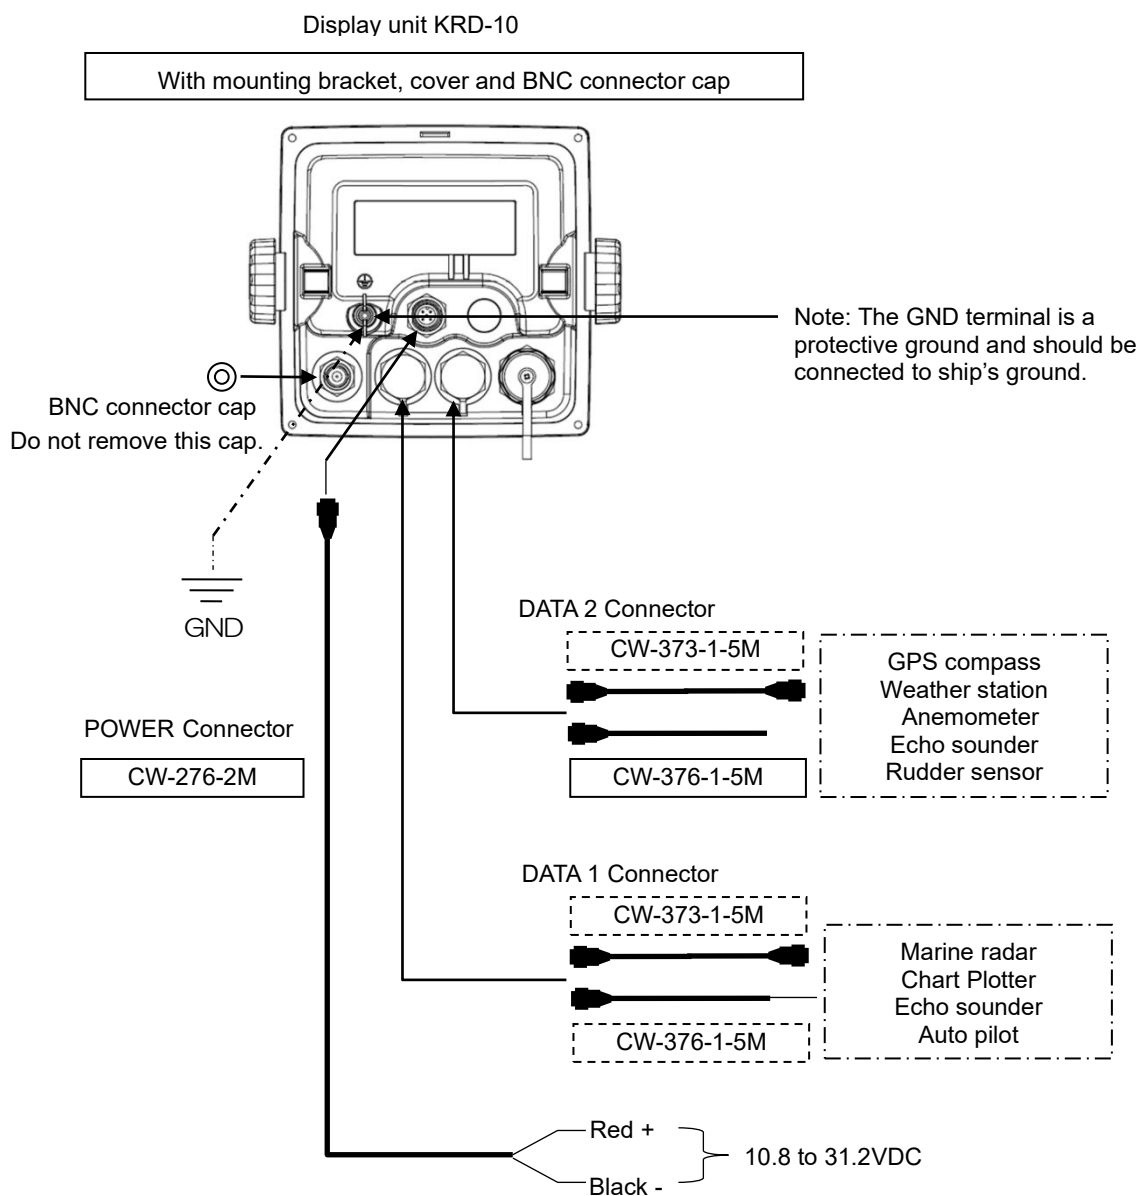 Display unit KRD-10
With mounting bracket, cover and BNC connector cap
Note: The GND terminal is a
protective ground and should be
connected to ship’s ground.
BNC connector cap
Do not remove this cap.
GND
DATA 2 Connector
CW-373-1-5M
CW-376-1-5M
GPS compass
Weather station
Anemometer
Echo sounder
Rudder sensor
POWER Connector
CW-276-2M
DATA 1 Connector
CW-373-1-5M
CW-376-1-5M
Marine radar
Chart Plotter
Echo sounder
Auto pilot
Red +
10.8 to 31.2VDC
Black -